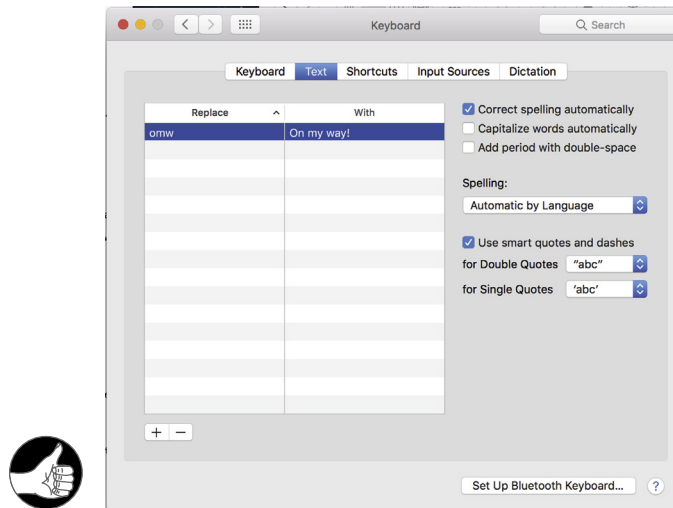 Keyboard
Search
Keyboard Text Shortcuts Input Sources Dictation
Replace With
omw On my way!
Correct spelling automatically
Capitalize words automatically
Add period with double-space
Spelling:
Automatic by Language
Use smart quotes and dashes
for Double Quotes “abc”
for Single Quotes ‘abc’
+ −
Set Up Bluetooth Keyboard... ?